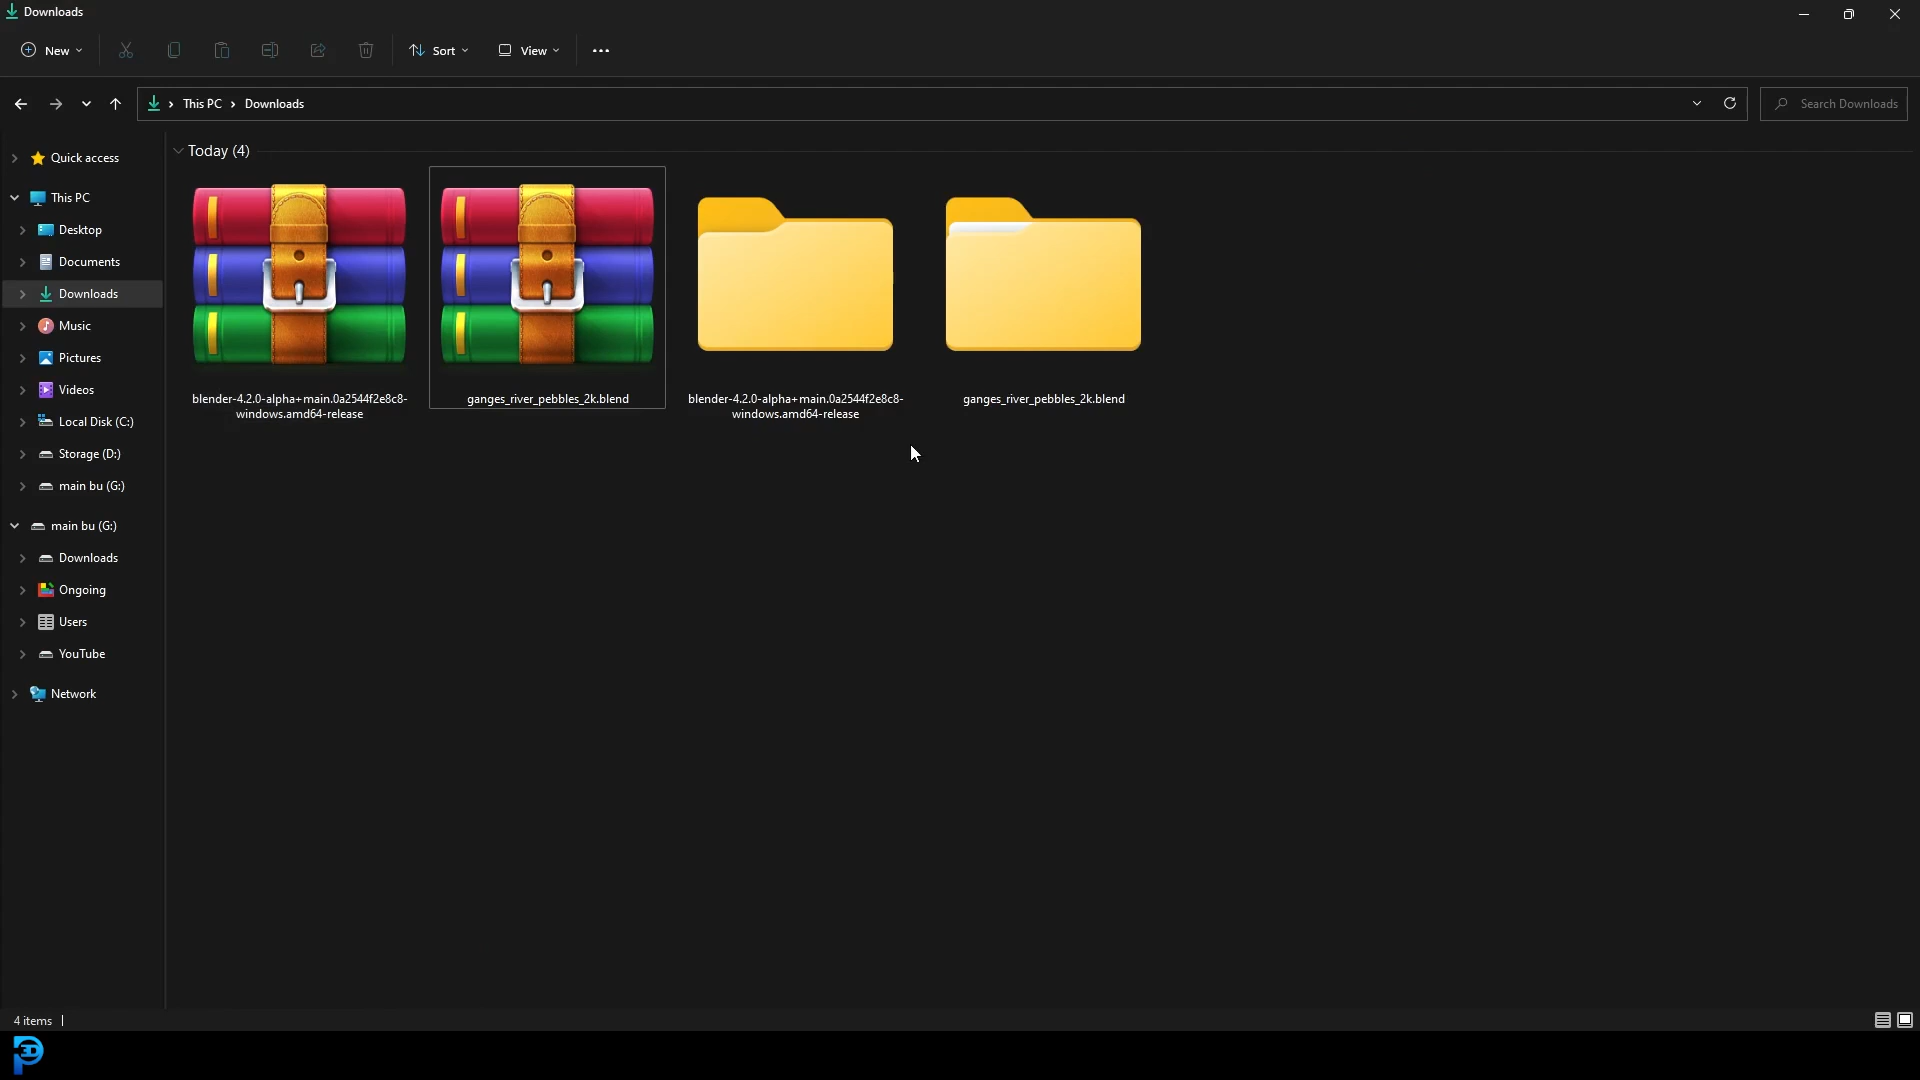 Downloads
New
Sort
View
This PC
Downloads
Search Downloads
Quick access
This PC
Desktop
Documents
Downloads
Music
Pictures
Videos
Local Disk (C:)
Storage (D:)
main bu (G:)
main bu (G:)
Downloads
Ongoing
Users
YouTube
Network
Today (4)
blender-4.2.0-alpha+main.0a2544f2e8c8-
windows.amd64-release
ganges_river_pebbles_2k.blend
blender-4.2.0-alpha+main.0a2544f2e8c8-
windows.amd64-release
ganges_river_pebbles_2k.blend
4 items
P3D